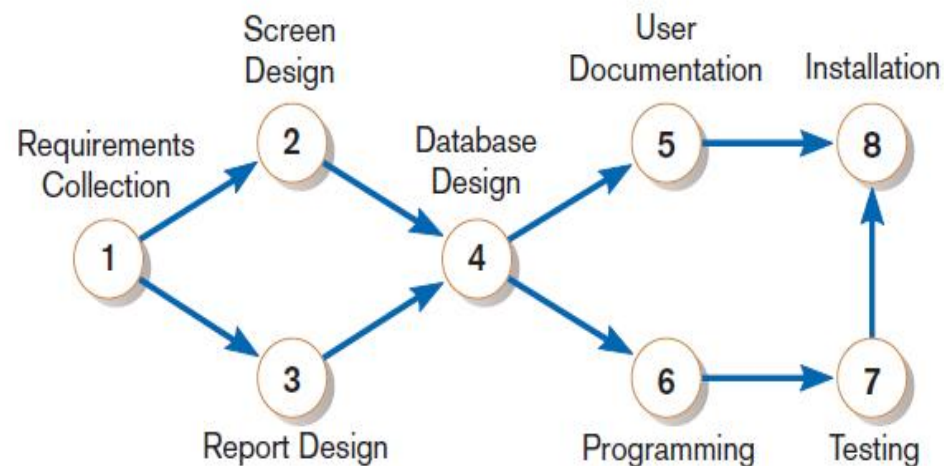 Screen
Design
User
Documentation
Installation
Requirements
Collection
2
Database
Design
5
8
1
4
3
6
7
Report Design
Programming
Testing